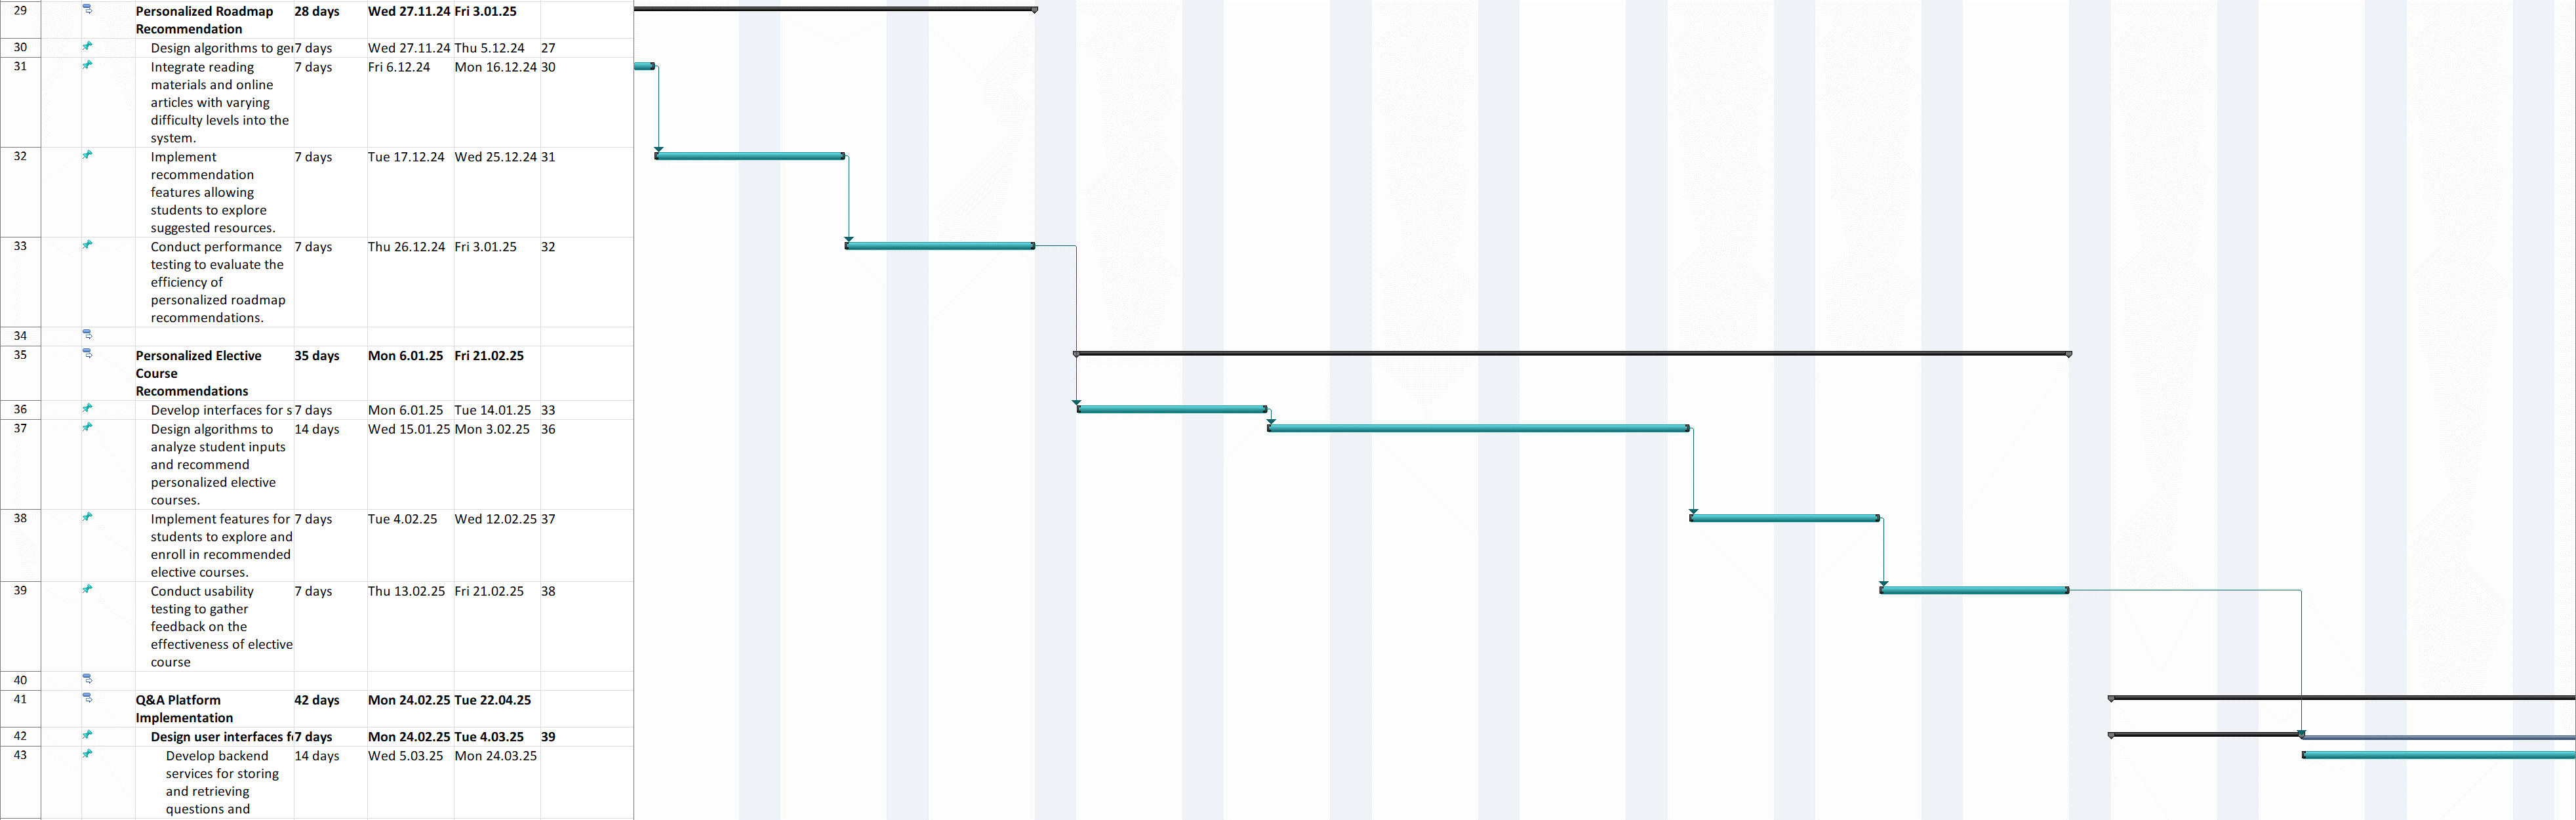 29 Personalized Roadmap 28 days Wed 27.11.24 Fri 3.01.25
Recommendation
30 Design algorithms to ger 7 days Wed 27.11.24 Thu 5.12.24 27
31 Integrate reading 7 days Fri 6.12.24 Mon 16.12.24 30
materials and online
articles with varying
difficulty levels into the
system.
32 Implement 7 days Tue 17.12.24 Wed 25.12.24 31
recommendation
features allowing
students to explore
suggested resources.
33 Conduct performance 7 days Thu 26.12.24 Fri 3.01.25 32
testing to evaluate the
efficiency of
personalized roadmap
recommendations.
34
35 Personalized Elective 35 days Mon 6.01.25 Fri 21.02.25
Course
Recommendations
36 Develop interfaces for s 7 days Mon 6.01.25 Tue 14.01.25 33
37 Design algorithms to 14 days Wed 15.01.25 Mon 3.02.25 36
analyze student inputs
and recommend
personalized elective
courses.
38 Implement features for 7 days Tue 4.02.25 Wed 12.02.25 37
students to explore and
enroll in recommended
elective courses.
39 Conduct usability 7 days Thu 13.02.25 Fri 21.02.25 38
testing to gather
feedback on the
effectiveness of elective
course
40
41 Q&A Platform 42 days Mon 24.02.25 Tue 22.04.25
Implementation
42 Design user interfaces f 7 days Mon 24.02.25 Tue 4.03.25 39
43 Develop backend 14 days Wed 5.03.25 Mon 24.03.25
services for storing
and retrieving
questions and